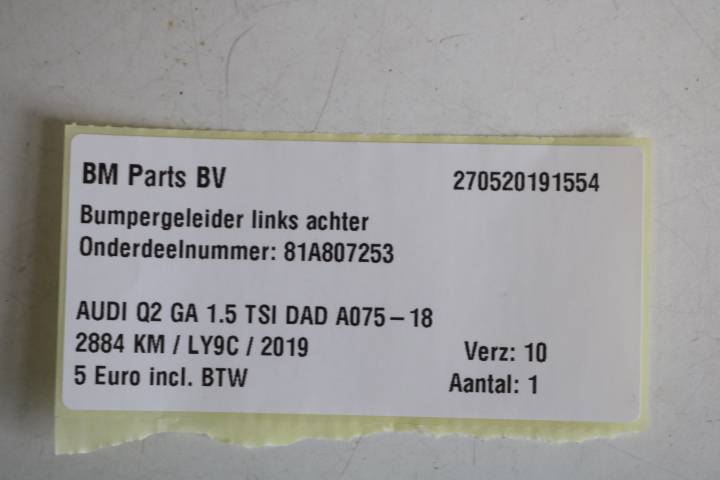 BM Parts BV 270520191554
Bumpergeleider links achter
Onderdeelnummer: 81A807253
AUDI Q2 GA 1.5 TSI DAD A075-18
2884 KM / LY9C / 2019 Verz: 10
5 Euro incl. BTW Aantal: 1